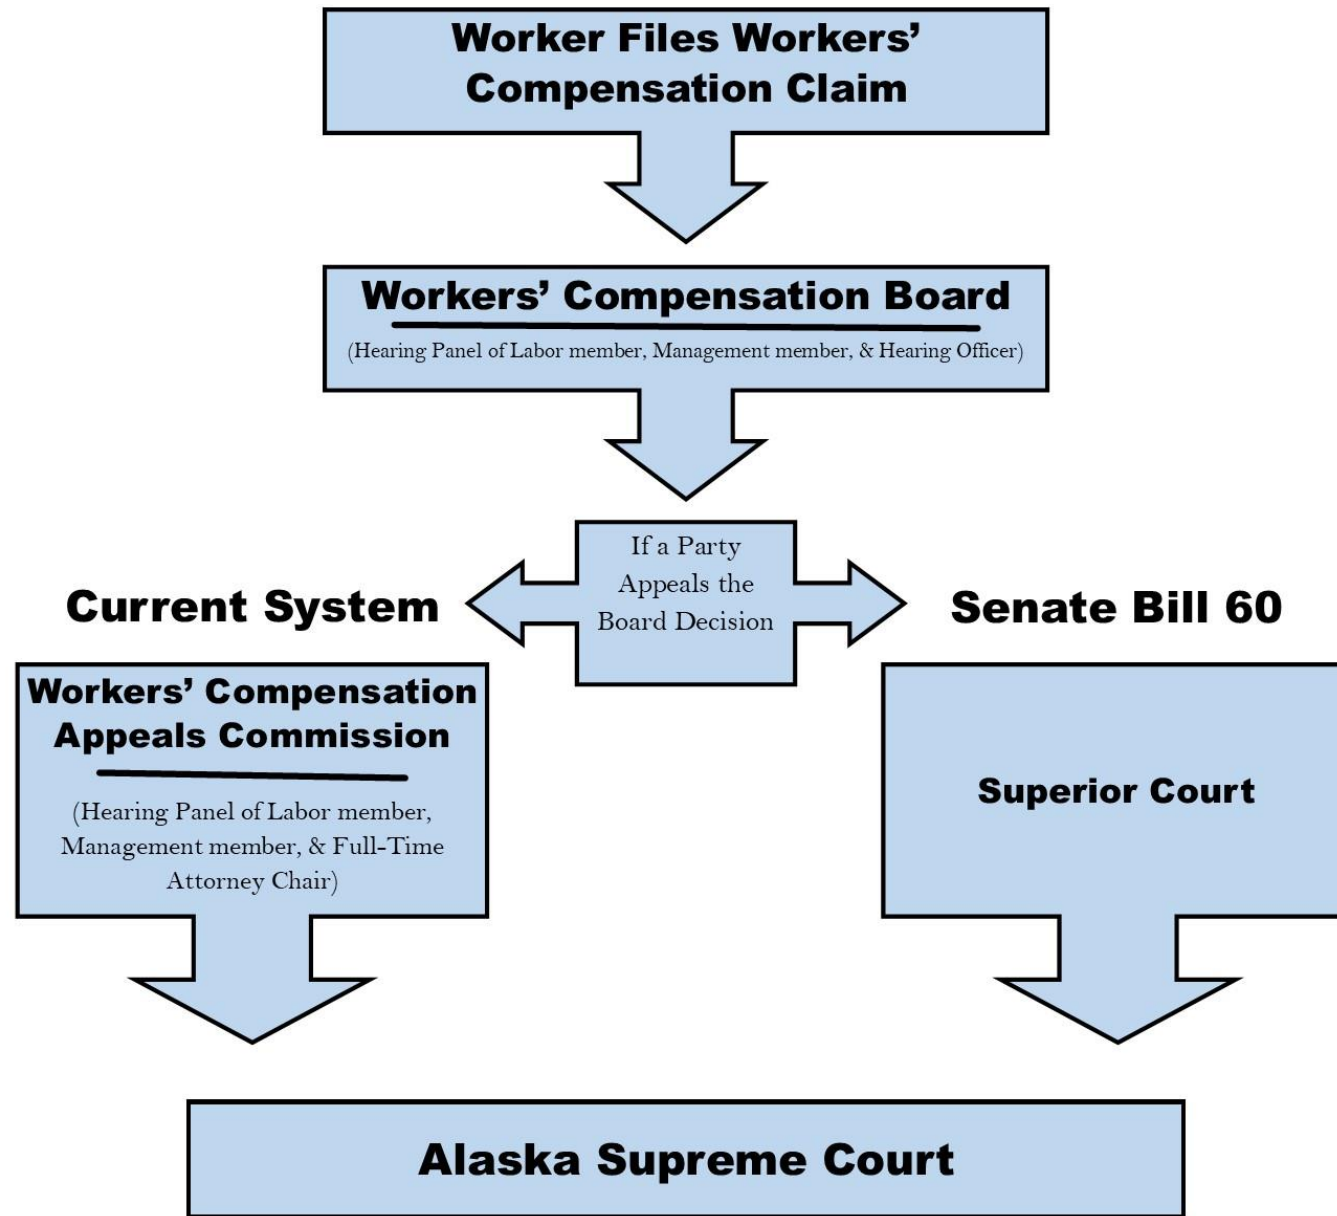 Worker Files Workers’
Compensation Claim
Workers’ Compensation Board
(Hearing Panel of Labor member, Management member, & Hearing Officer)
If a Party
Appeals the
Board Decision
Current System
Senate Bill 60
Workers’ Compensation
Appeals Commission
(Hearing Panel of Labor member,
Management member, & Full-Time
Attorney Chair)
Superior Court
Alaska Supreme Court